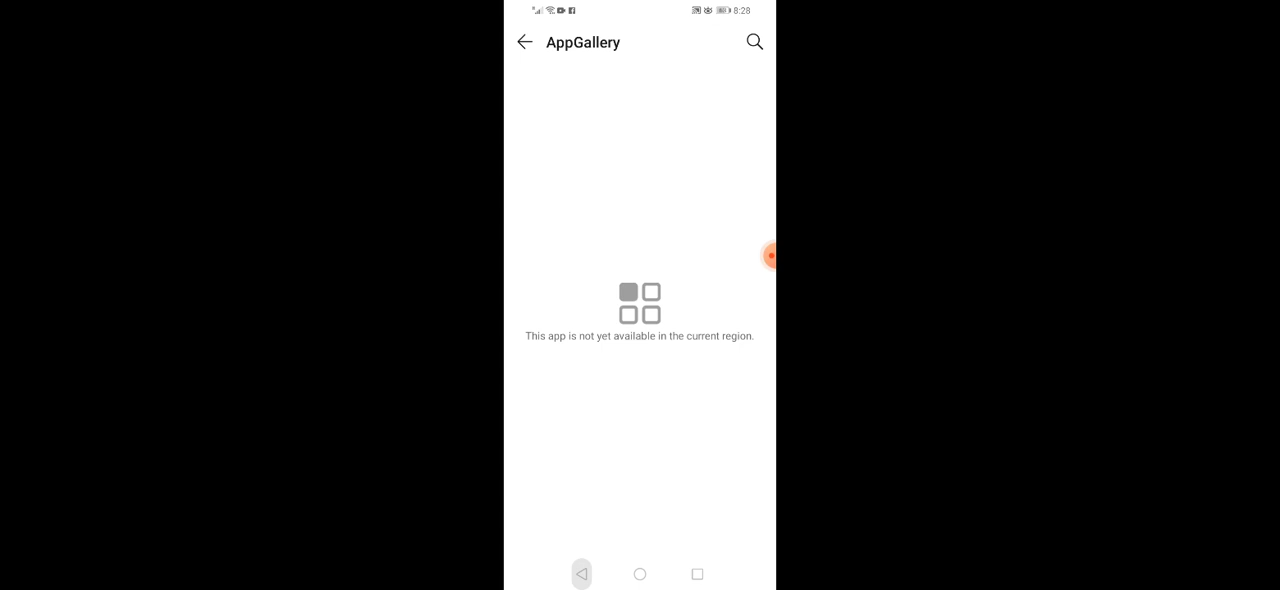 8:28
AppGallery
This app is not yet available in the current region.